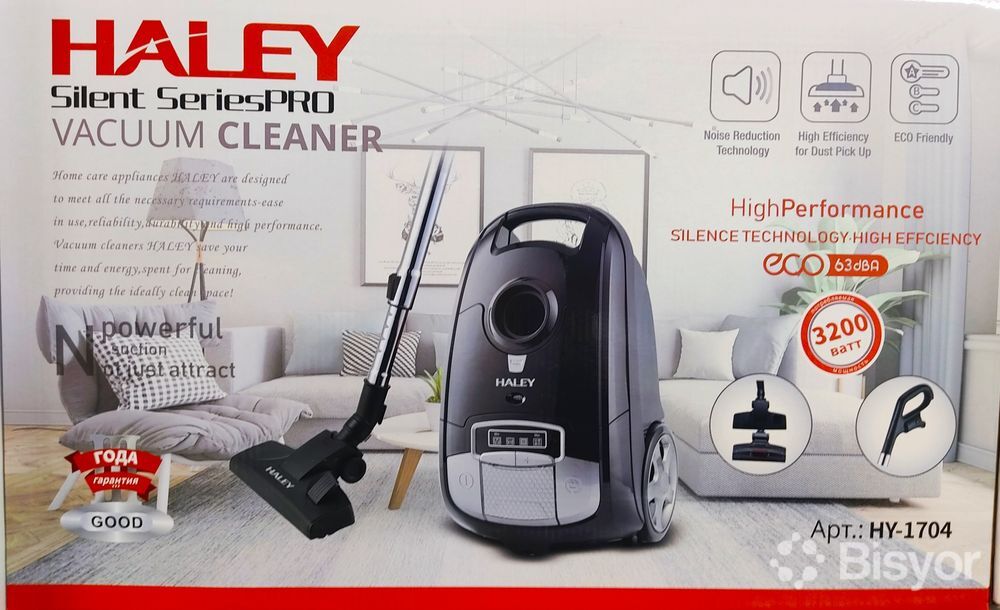 HALEY
Silent SeriesPRO
VACUUM CLEANER
Home care appliances HALEY are designed
to meet all the necessary requirements-ease
in use,reliability,durability and high performance.
Vacuum cleaners HALEY save your
time and energy,spent for cleaning,
providing the ideally clean space!
powerful
suction
Not just attract
Noise Reduction
Technology
High Efficiency
for Dust Pick Up
A
B
C
ECO Friendly
HighPerformance
SILENCE TECHNOLOGY·HIGH EFFCIENCY
eco 63dBA
потребляемая
3200
ватт
мощность
HALEY
HALEY
ГОДА
гарантия
GOOD
Арт.: HY-1704
Bisyor